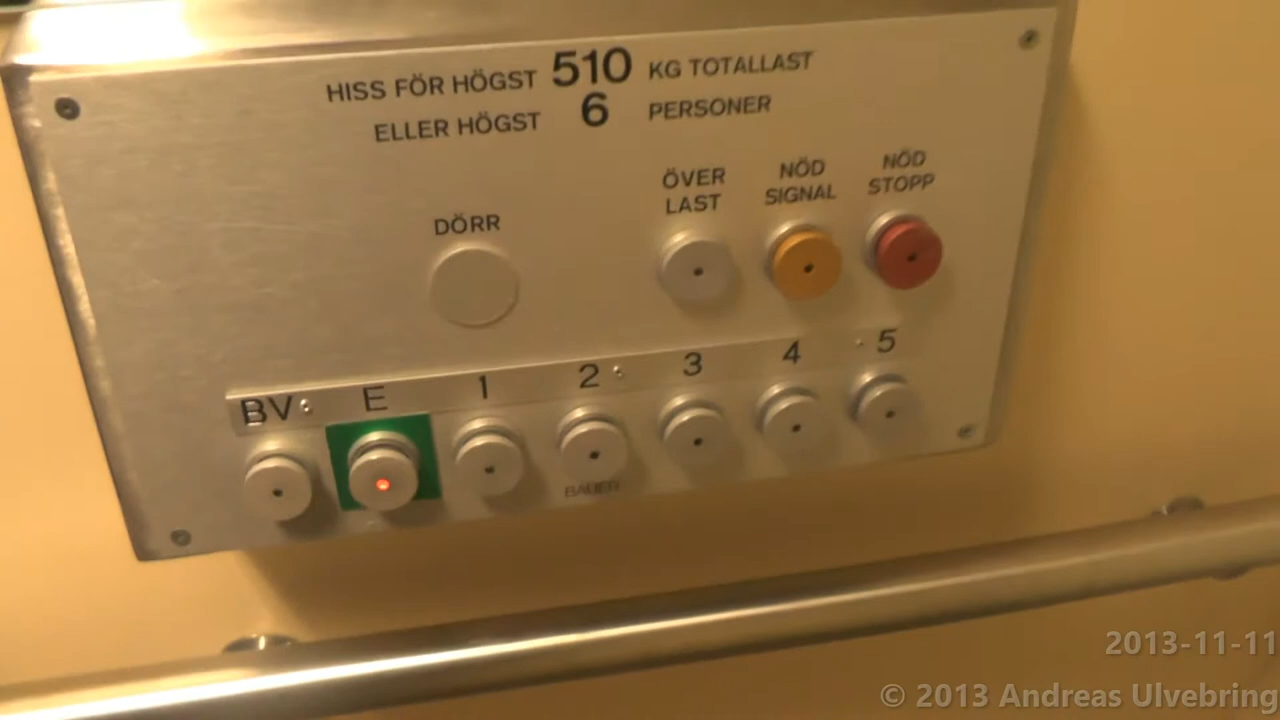 HISS FÖR HÖGST 510 KG TOTALLAST
ELLER HÖGST 6 PERSONER
DÖRR
ÖVER
LAST
NÖD
SIGNAL
NÖD
STOPP
BV E 1 2 3 4 5
BAUER
2013-11-11
© 2013 Andreas Ulvebring